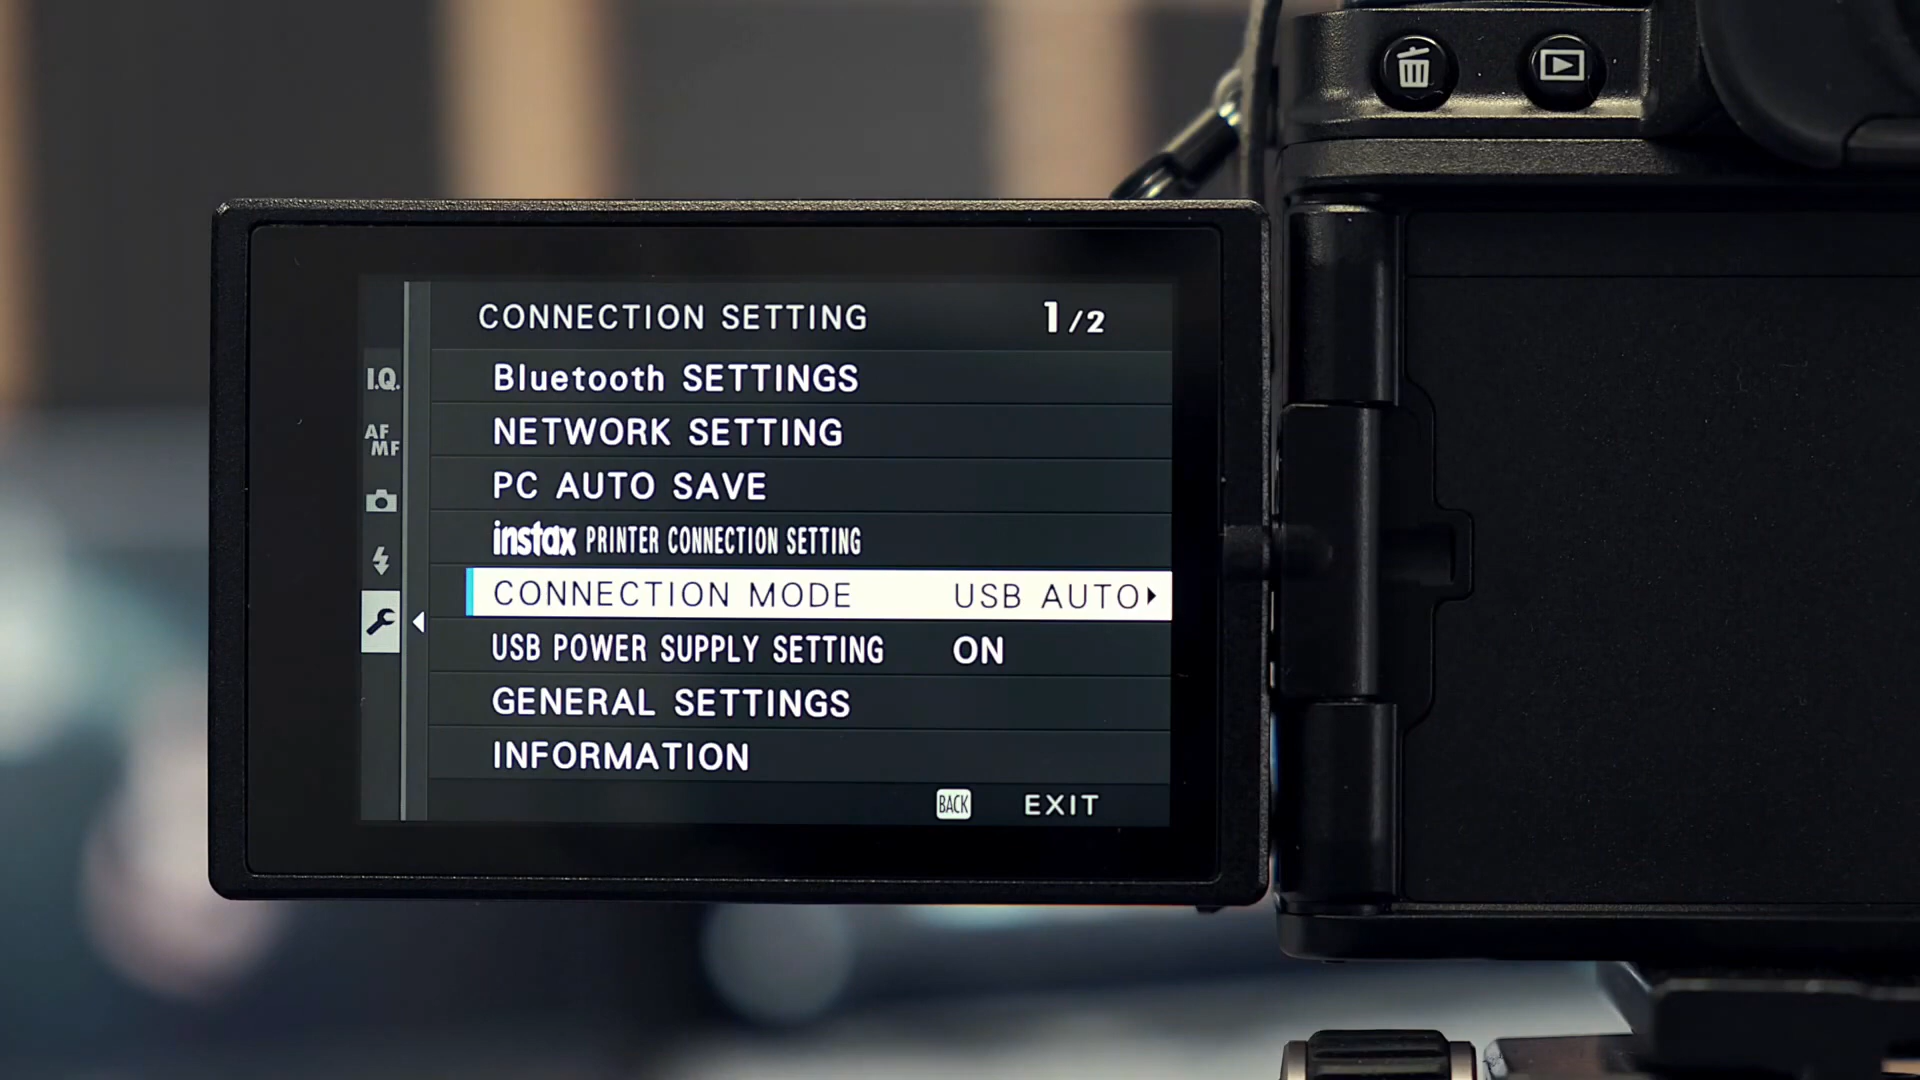 CONNECTION SETTING 1/2
I.Q.
Bluetooth SETTINGS
AF
MF
NETWORK SETTING
PC AUTO SAVE
instax PRINTER CONNECTION SETTING
CONNECTION MODE USB AUTO
USB POWER SUPPLY SETTING ON
GENERAL SETTINGS
INFORMATION
BACK EXIT